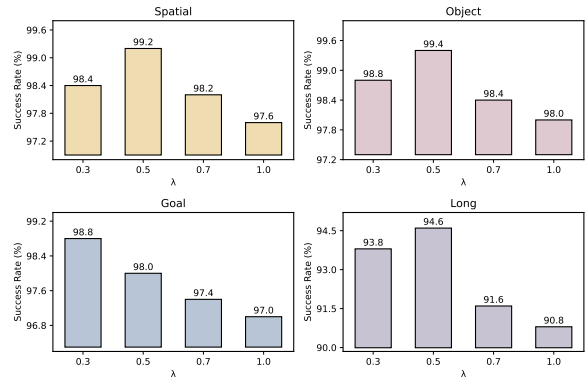 Spatial
Success Rate (%)
99.6
99.0
98.4
97.8
97.2
98.4
99.2
98.2
97.6
0.3 0.5 0.7 1.0
λ
Object
Success Rate (%)
99.6
99.0
98.4
97.8
97.2
98.8
99.4
98.4
98.0
0.3 0.5 0.7 1.0
λ
Goal
Success Rate (%)
99.2
98.4
97.6
96.8
98.8
98.0
97.4
97.0
0.3 0.5 0.7 1.0
λ
Long
Success Rate (%)
94.5
93.0
91.5
90.0
93.8
94.6
91.6
90.8
0.3 0.5 0.7 1.0
λ